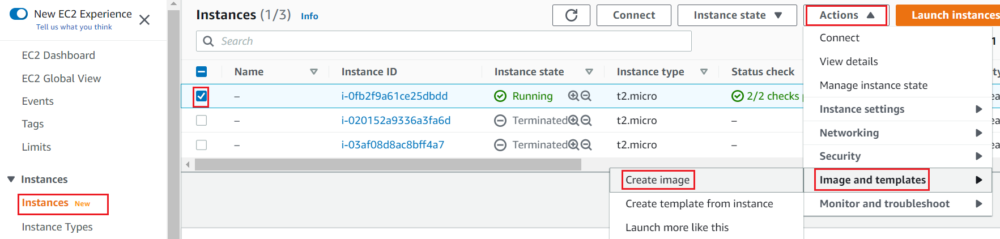 New EC2 Experience
Tell us what you think
EC2 Dashboard
EC2 Global View
Events
Tags
Limits
Instances
Instances New
Instance Types
Instances (1/3) Info
Connect
Instance state
Actions
Launch instances
Search
Name Instance ID Instance state Instance type Status check
– i-0fb2f9a61ce25dbdd Running t2.micro 2/2 checks
– i-020152a9336a3fa6d Terminated t2.micro –
– i-03af08d8ac8bff4a7 Terminated t2.micro –
Connect
View details
Manage instance state
Instance settings
Networking
Security
Image and templates
Monitor and troubleshoot
Create image
Create template from instance
Launch more like this